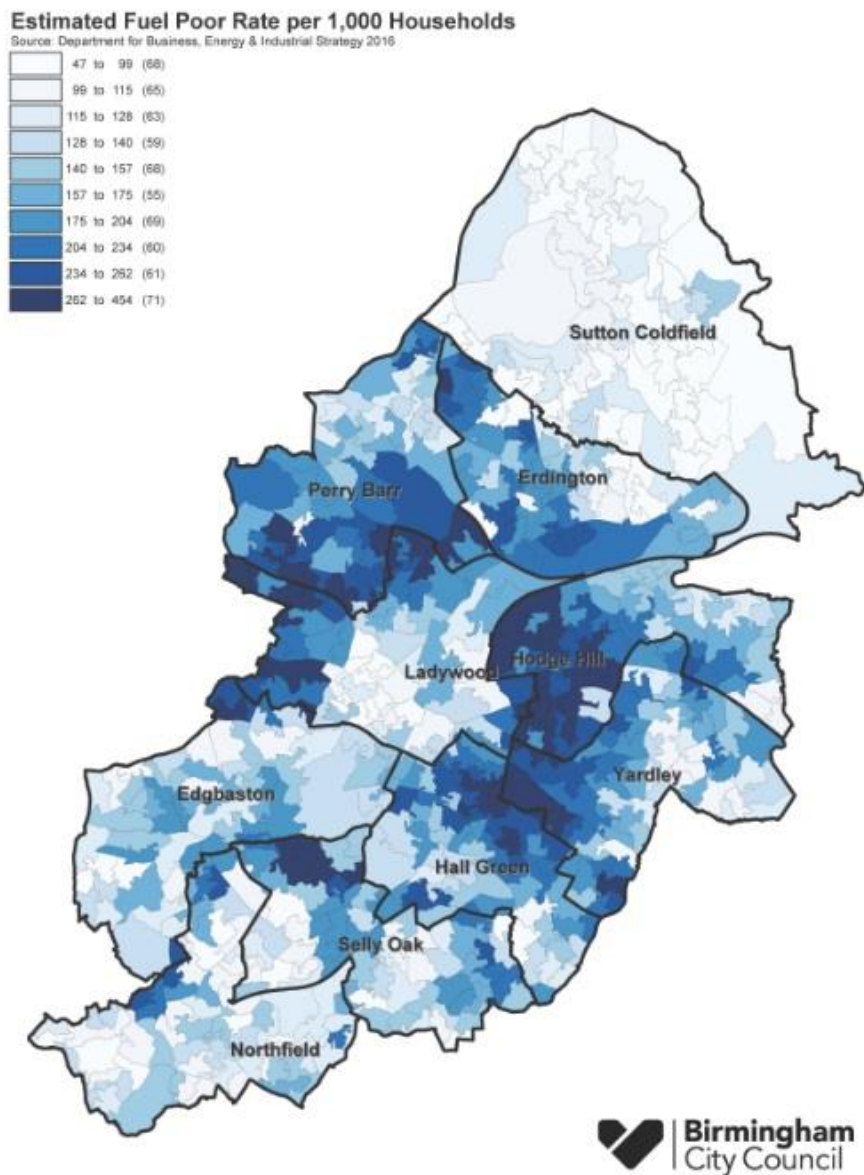 Estimated Fuel Poor Rate per 1,000 Households
Source: Department for Business, Energy & Industrial Strategy 2016
47 to 99 (68)
99 to 115 (65)
115 to 128 (63)
128 to 140 (59)
140 to 157 (68)
157 to 175 (55)
175 to 204 (69)
204 to 234 (60)
234 to 262 (61)
262 to 454 (71)
Sutton Coldfield
Erdington
Perry Barr
Hodge Hill
Ladywood
Yardley
Edgbaston
Hall Green
Selly Oak
Northfield
Birmingham
City Council